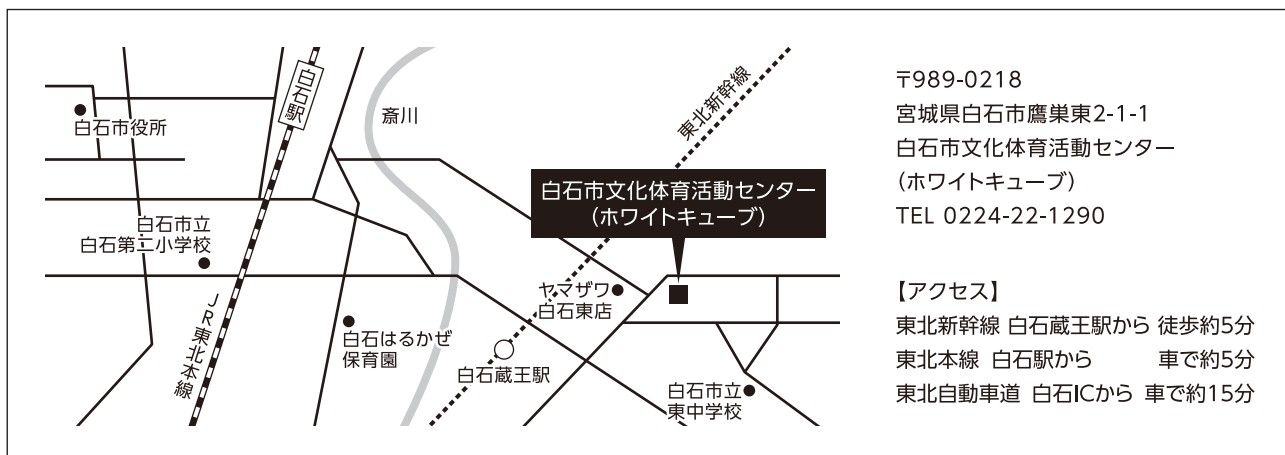 白石市役所
白石駅
斎川
東北新幹線
白石市文化体育活動センター
(ホワイトキューブ)
白石市立
白石第二小学校
JR東北本線
白石はるかぜ
保育園
ヤマザワ
白石東店
白石蔵王駅
白石市立
東中学校
〒989-0218
宮城県白石市鷹巣東2-1-1
白石市文化体育活動センター
(ホワイトキューブ)
TEL 0224-22-1290
【アクセス】
東北新幹線 白石蔵王駅から 徒歩約5分
東北本線 白石駅から 車で約5分
東北自動車道 白石ICから 車で約15分